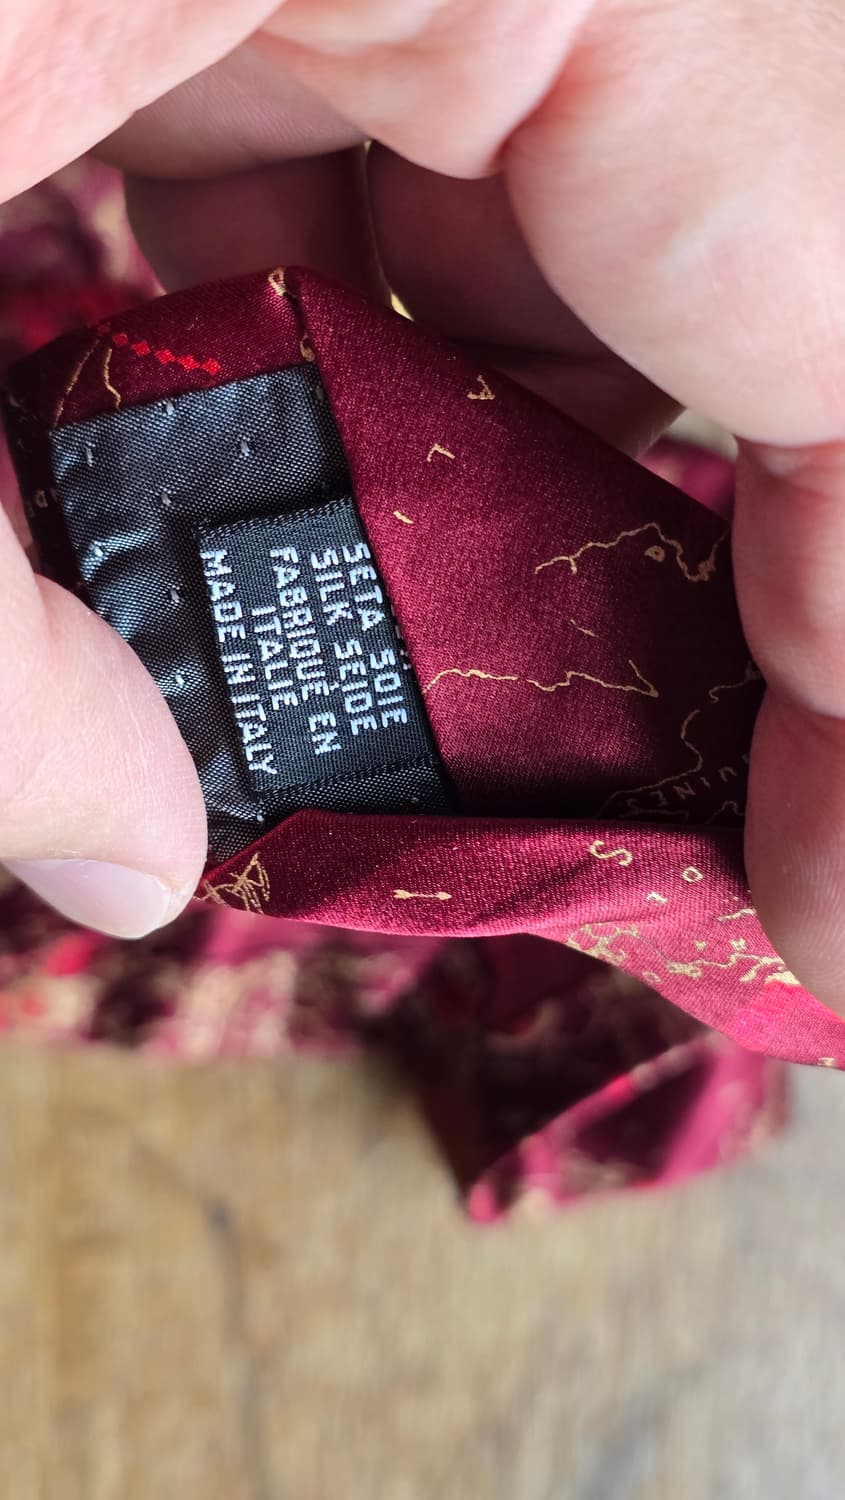 SETA SOIE
SILK SEIDE
FABRIQUÉ EN
ITALIE
MADE IN ITALY